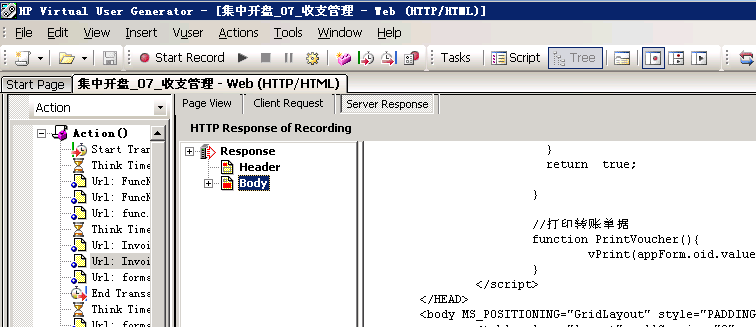 HP Virtual User Generator - [集中开盘_07_收支管理 - Web (HTTP/HTML)]
File Edit View Insert Vuser Actions Tools Window Help
Start Record Tasks Script Tree
Start Page 集中开盘_07_收支管理 - Web (HTTP/HTML)
Action Page View Client Request Server Response
HTTP Response of Recording
Action()
Start Tran
Think Time
Url: FuncN
Url: FuncN
Url: func.
Think Time
Url: Invoi
Url: Invoi
Url: forma
End Transa
Think Time
Url: forma
Response
Header
Body
}
return true;
}
//打印转账单据
function PrintVoucher(){
vPrint(appForm.oid.value
}
</script>
</HEAD>
<body MS_POSITIONING="GridLayout" style="PADDING